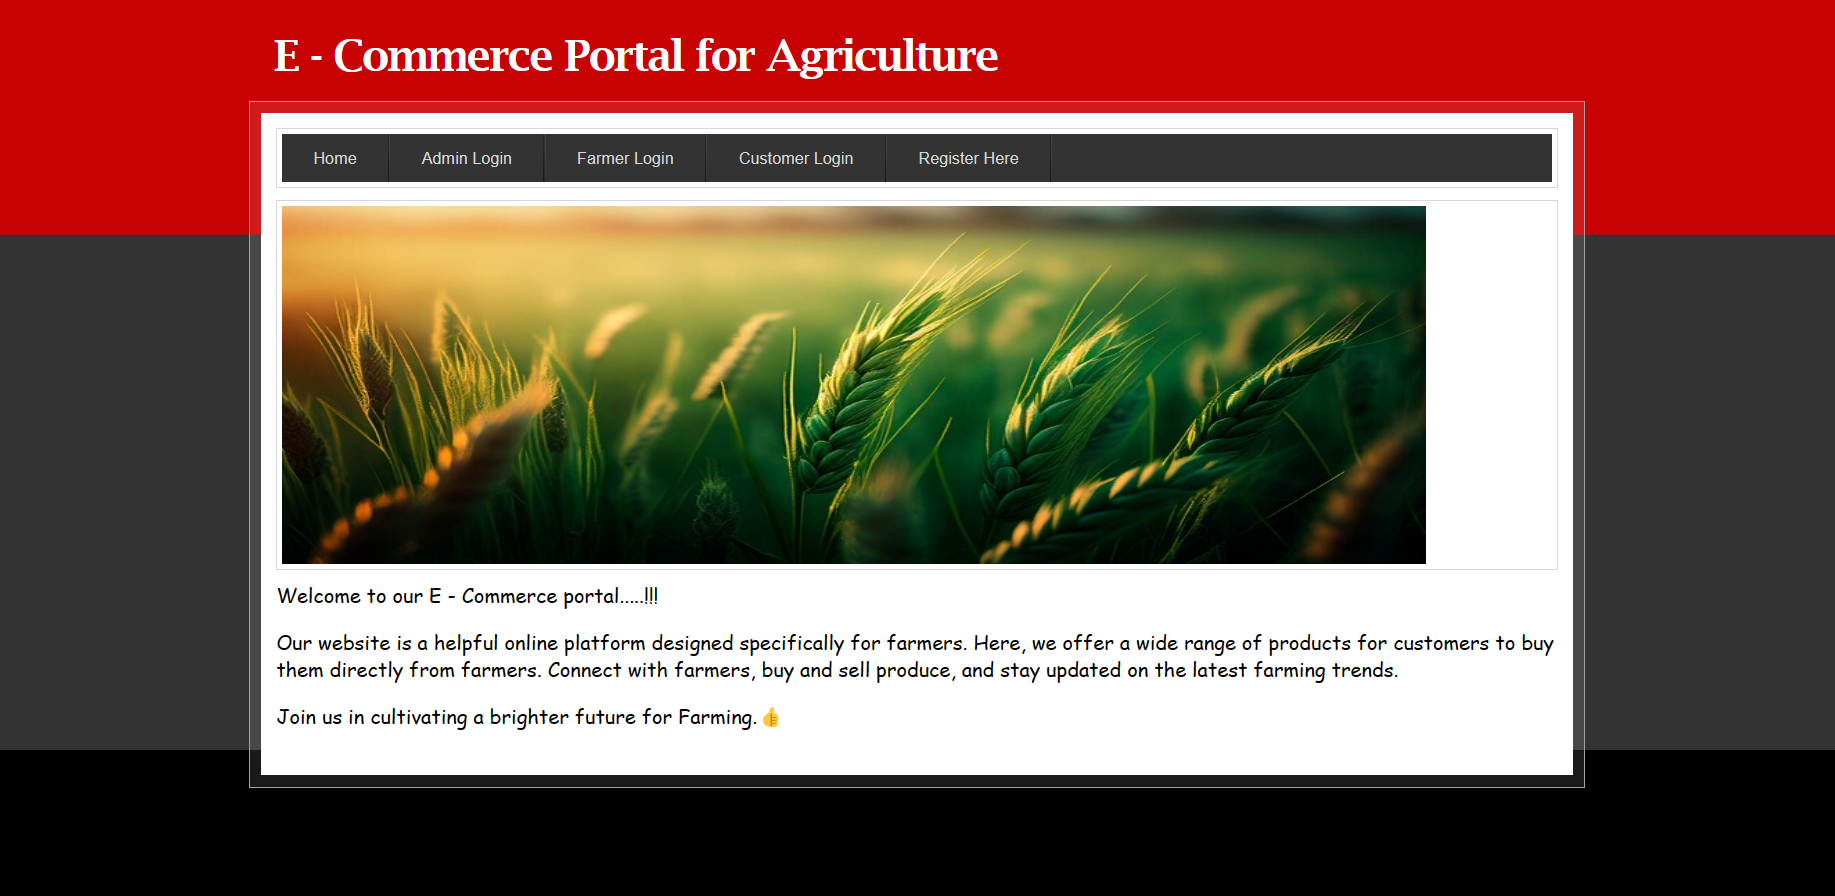 E - Commerce Portal for Agriculture
Home Admin Login Farmer Login Customer Login Register Here
Welcome to our E - Commerce portal.....!!!
Our website is a helpful online platform designed specifically for farmers. Here, we offer a wide range of products for customers to buy
them directly from farmers. Connect with farmers, buy and sell produce, and stay updated on the latest farming trends.
Join us in cultivating a brighter future for Farming.👍